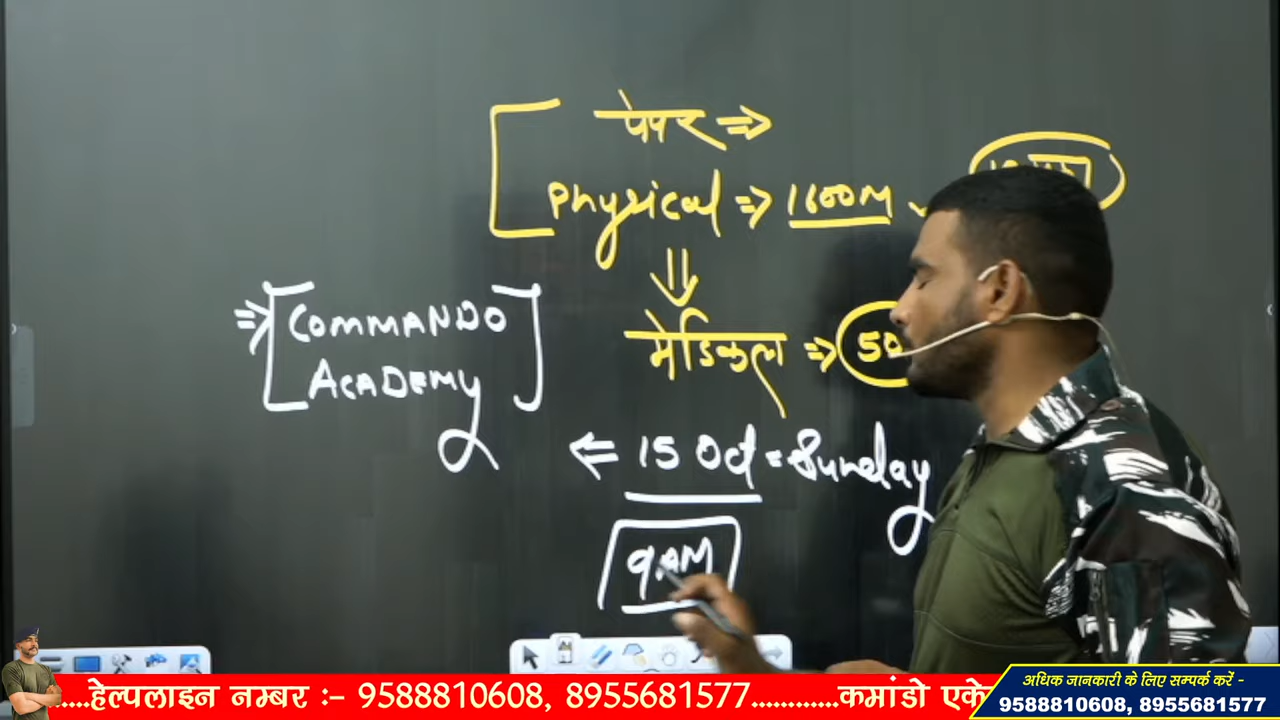 पेपर ⇒
Physical ⇒ 1600M
मेडिकल ⇒ 50
⇒ COMMANDO
ACADEMY
⇐ 15 Oct = Sunday
9 AM
.....हेल्पलाइन नम्बर :- 9588810608, 8955681577............कमांडो एके
अधिक जानकारी के लिए सम्पर्क करें -
9588810608, 8955681577